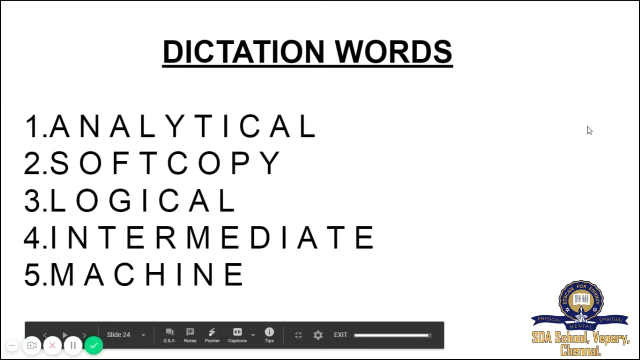 DICTATION WORDS
1.A N A L Y T I C A L
2.S O F T C O P Y
3.L O G I C A L
4.I N T E R M E D I A T E
5.M A C H I N E
Slide 24
Q&A
Notes
Pointer
Captions
Tips
EXIT
SDA School, Vepery,
Chennai.